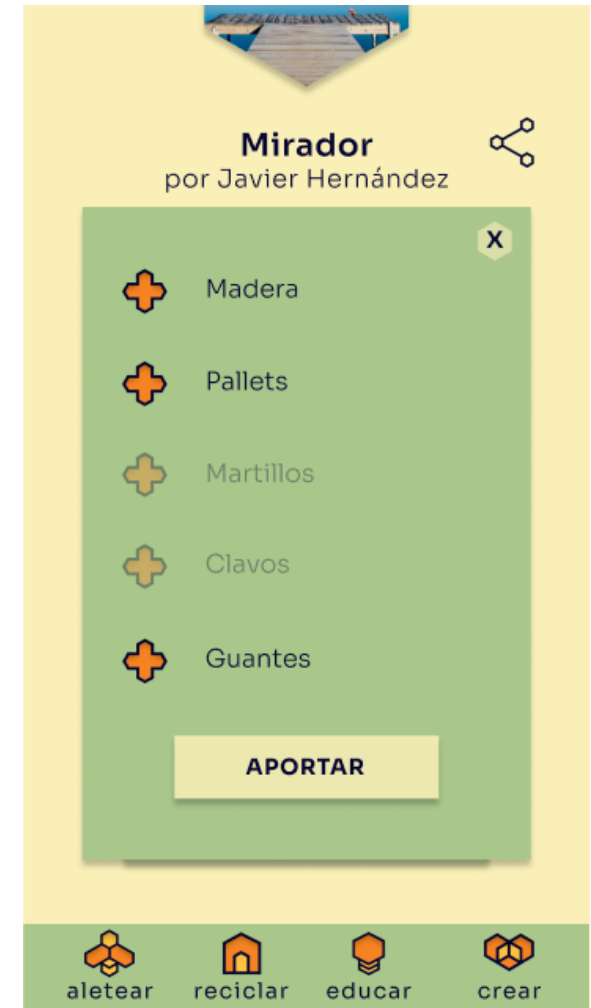 Mirador
por Javier Hernández
X
Madera
Pallets
Martillos
Clavos
Guantes
APORTAR
aletear reciclar educar crear